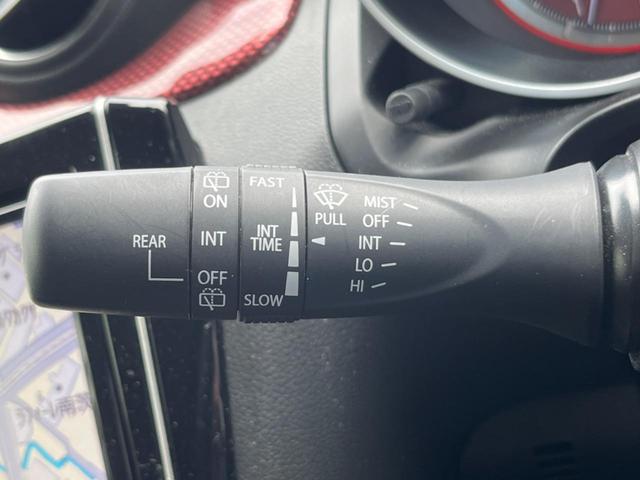 REAR
ON
INT
OFF
FAST
INT
TIME
SLOW
PULL
MIST
OFF
INT
LO
HI